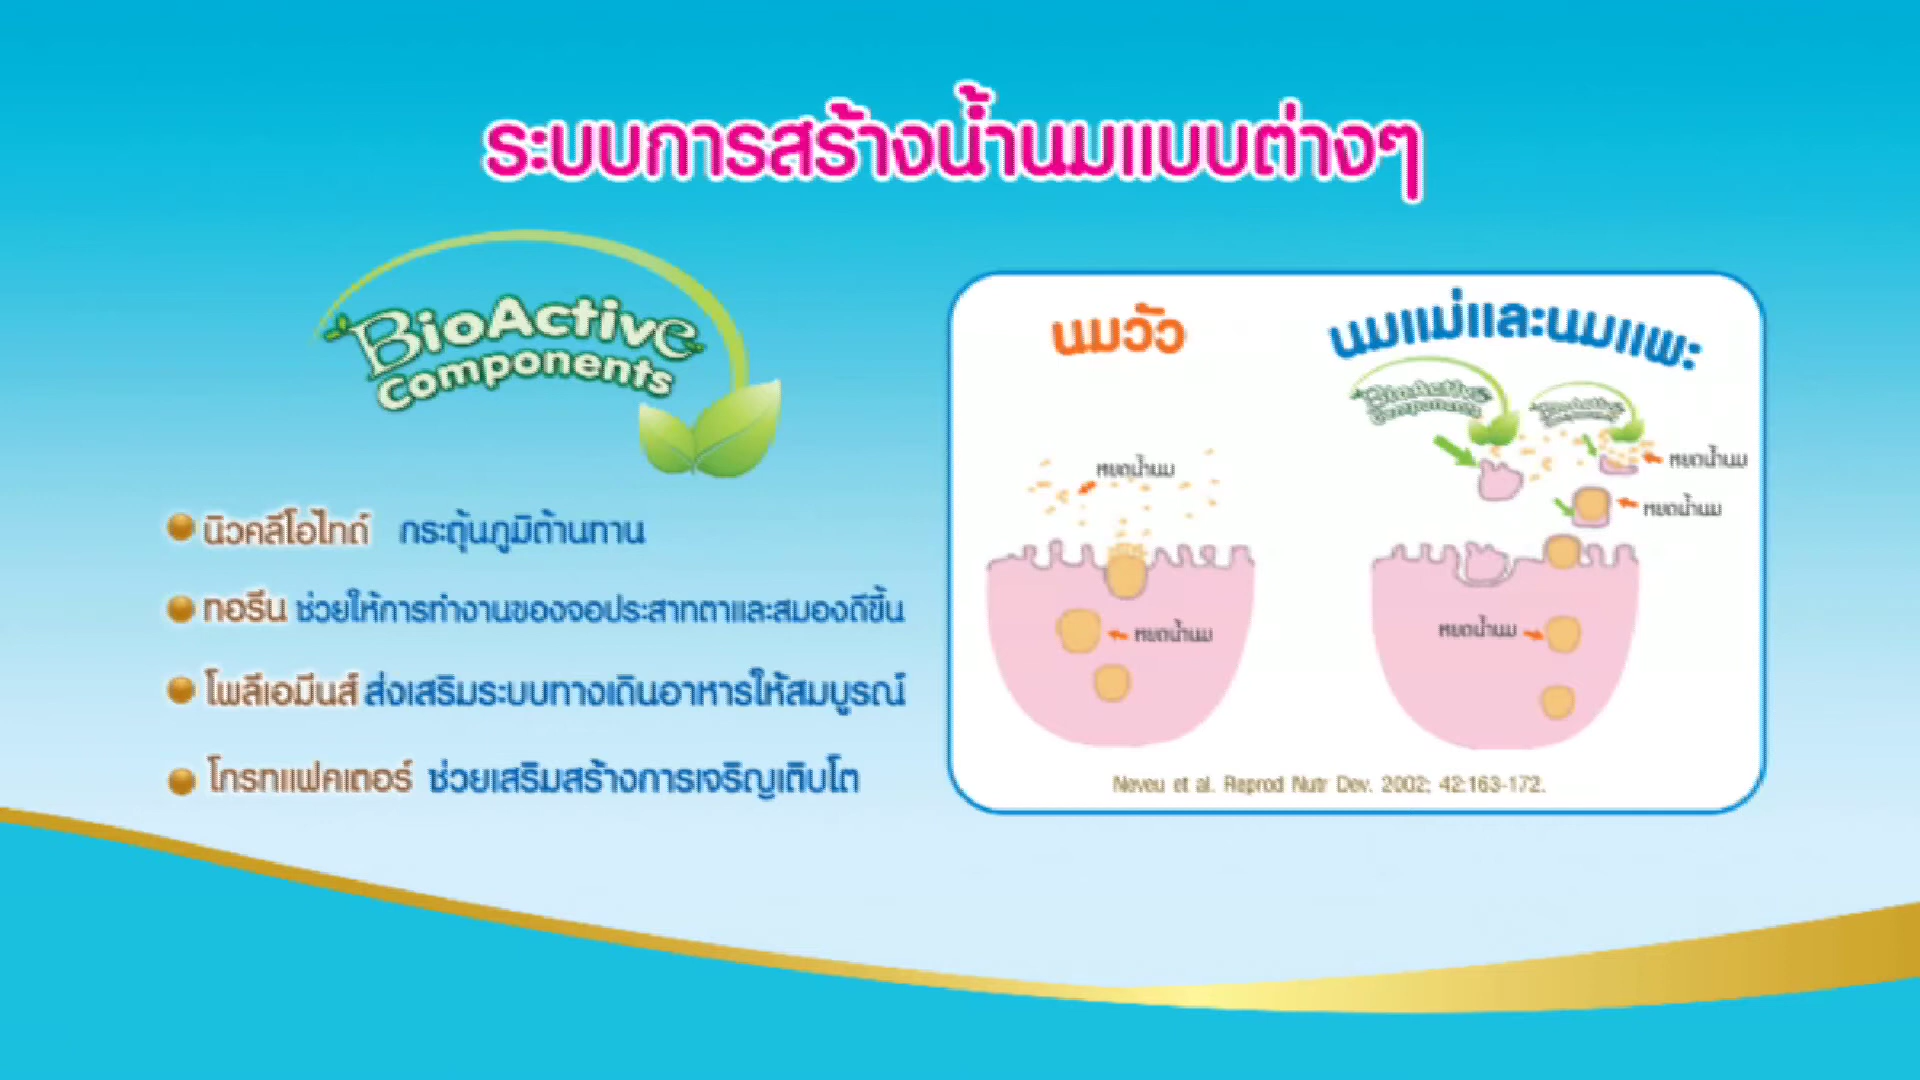 ระบบการสร้างน้ำนมแบบต่างๆ
BioActive
Components
นิวคลีโอไทด์ กระตุ้นภูมิต้านทาน
ทอรีน ช่วยให้การทำงานของจอประสาทตาและสมองดีขึ้น
โพลีเอมีนส์ ส่งเสริมระบบทางเดินอาหารให้สมบูรณ์
โกรทแฟคเตอร์ ช่วยเสริมสร้างการเจริญเติบโต
นมวัว
หยดน้ำนม
หยดน้ำนม
นมแม่และนมแพะ
BioActive
Components
BioActive
Components
หยดน้ำนม
หยดน้ำนม
หยดน้ำนม
Neveu et al. Reprod Nutr Dev. 2002; 42:163-172.